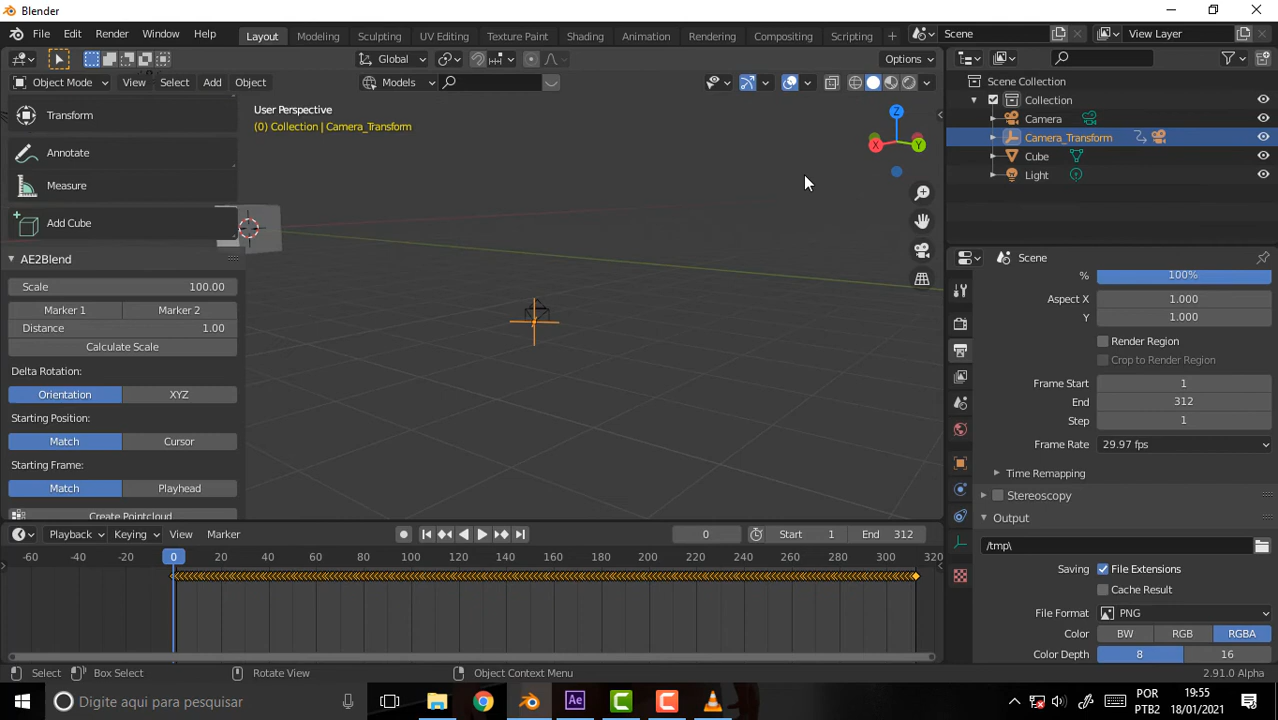 Blender
File Edit Render Window Help Layout Modeling Sculpting UV Editing Texture Paint Shading Animation Rendering Compositing Scripting Scene View Layer
Global Options
Object Mode View Select Add Object Models
Transform
Annotate
Measure
Add Cube
AE2Blend
Scale 100.00
Marker 1 Marker 2
Distance 1.00
Calculate Scale
Delta Rotation:
Orientation XYZ
Starting Position:
Match Cursor
Starting Frame:
Match Playhead
Create Pointcloud
User Perspective
(0) Collection | Camera_Transform
Z
X Y
Scene Collection
Collection
Camera
Camera_Transform
Cube
Light
Scene
% 100%
Aspect X 1.000
Y 1.000
Render Region
Crop to Render Region
Frame Start 1
End 312
Step 1
Frame Rate 29.97 fps
Time Remapping
Stereoscopy
Output
/tmp\
Saving File Extensions
Cache Result
File Format PNG
Color BW RGB RGBA
Color Depth 8 16
Playback Keying View Marker 0 Start 1 End 312
-60 -40 -20 0 20 40 60 80 100 120 140 160 180 200 220 240 260 280 300 320
Select Box Select Rotate View Object Context Menu 2.91.0 Alpha
Digite aqui para pesquisar
Ae
C C
POR
PTB2
19:55
18/01/2021